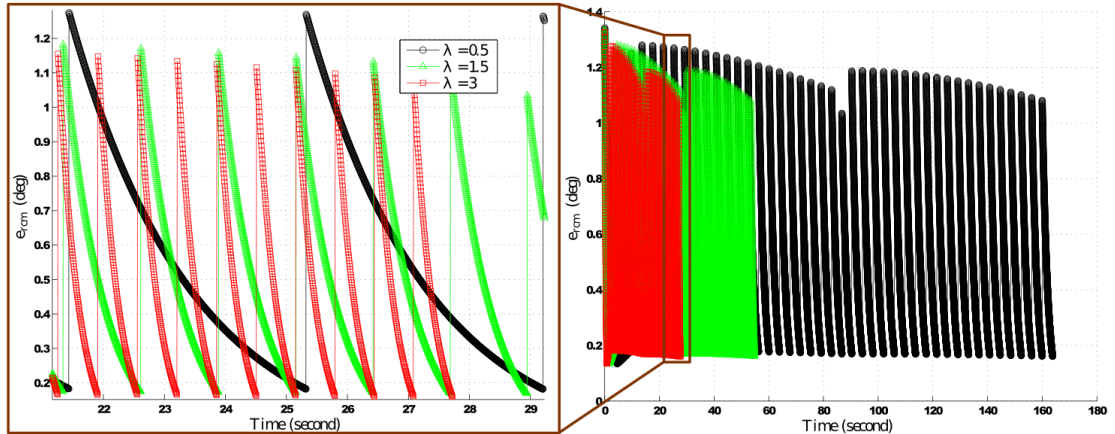 1.2
1.1
1
0.9
0.8
0.7
0.6
0.5
0.4
0.3
0.2
e_rcm (deg)
22 23 24 25 26 27 28 29
Time (second)
λ =0.5
λ =1.5
λ =3
1.4
1.2
1
0.8
0.6
0.4
0.2
0
e_rcm (deg)
0 20 40 60 80 100 120 140 160 180
Time (second)